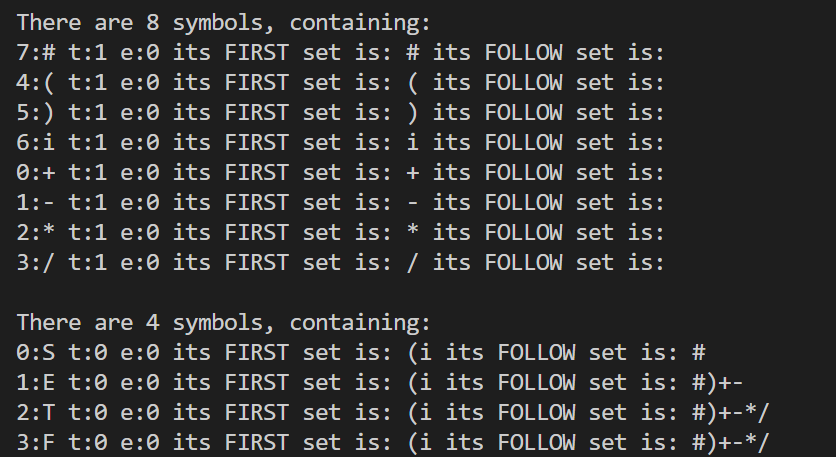 There are 8 symbols, containing:
7:# t:1 e:0 its FIRST set is: # its FOLLOW set is:
4:( t:1 e:0 its FIRST set is: ( its FOLLOW set is:
5:) t:1 e:0 its FIRST set is: ) its FOLLOW set is:
6:i t:1 e:0 its FIRST set is: i its FOLLOW set is:
0:+ t:1 e:0 its FIRST set is: + its FOLLOW set is:
1:- t:1 e:0 its FIRST set is: - its FOLLOW set is:
2:* t:1 e:0 its FIRST set is: * its FOLLOW set is:
3:/ t:1 e:0 its FIRST set is: / its FOLLOW set is:
There are 4 symbols, containing:
0:S t:0 e:0 its FIRST set is: (i its FOLLOW set is: #
1:E t:0 e:0 its FIRST set is: (i its FOLLOW set is: #)+-
2:T t:0 e:0 its FIRST set is: (i its FOLLOW set is: #)+-*/
3:F t:0 e:0 its FIRST set is: (i its FOLLOW set is: #)+-*/